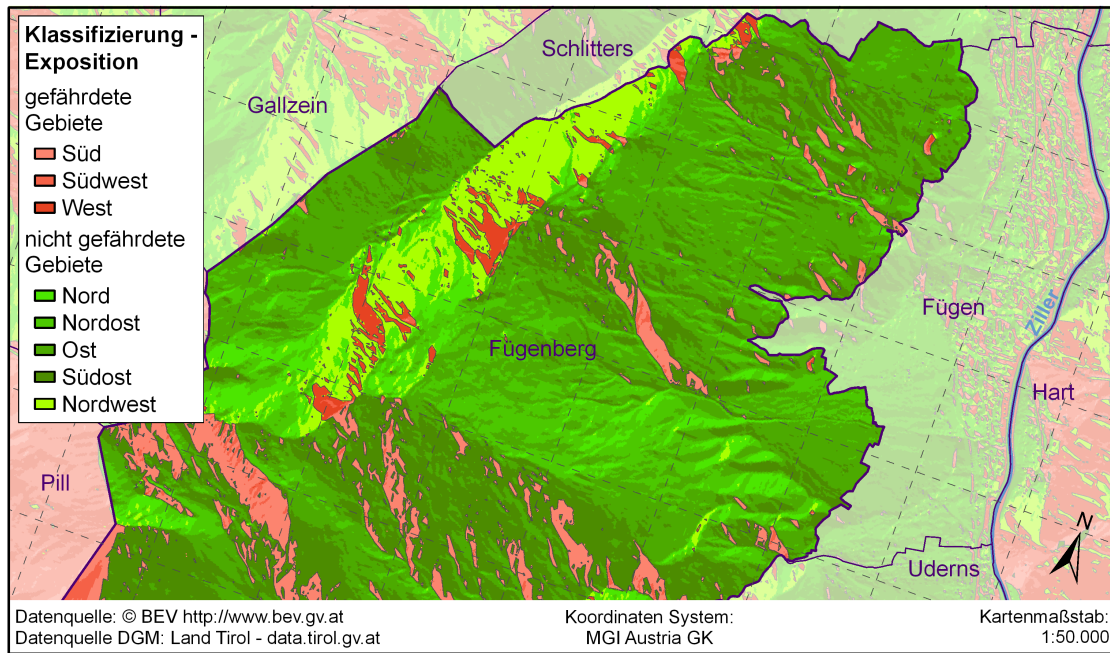 Klassifizierung -
Exposition
gefährdete
Gebiete
Süd
Südwest
West
nicht gefährdete
Gebiete
Nord
Nordost
Ost
Südost
Nordwest
Schlitters
Gallzein
Fügen
Ziller
Fügenberg
Hart
Pill
N
Uderns
Datenquelle: © BEV http://www.bev.gv.at
Datenquelle DGM: Land Tirol - data.tirol.gv.at
Koordinaten System:
MGI Austria GK
Kartenmaßstab:
1:50.000